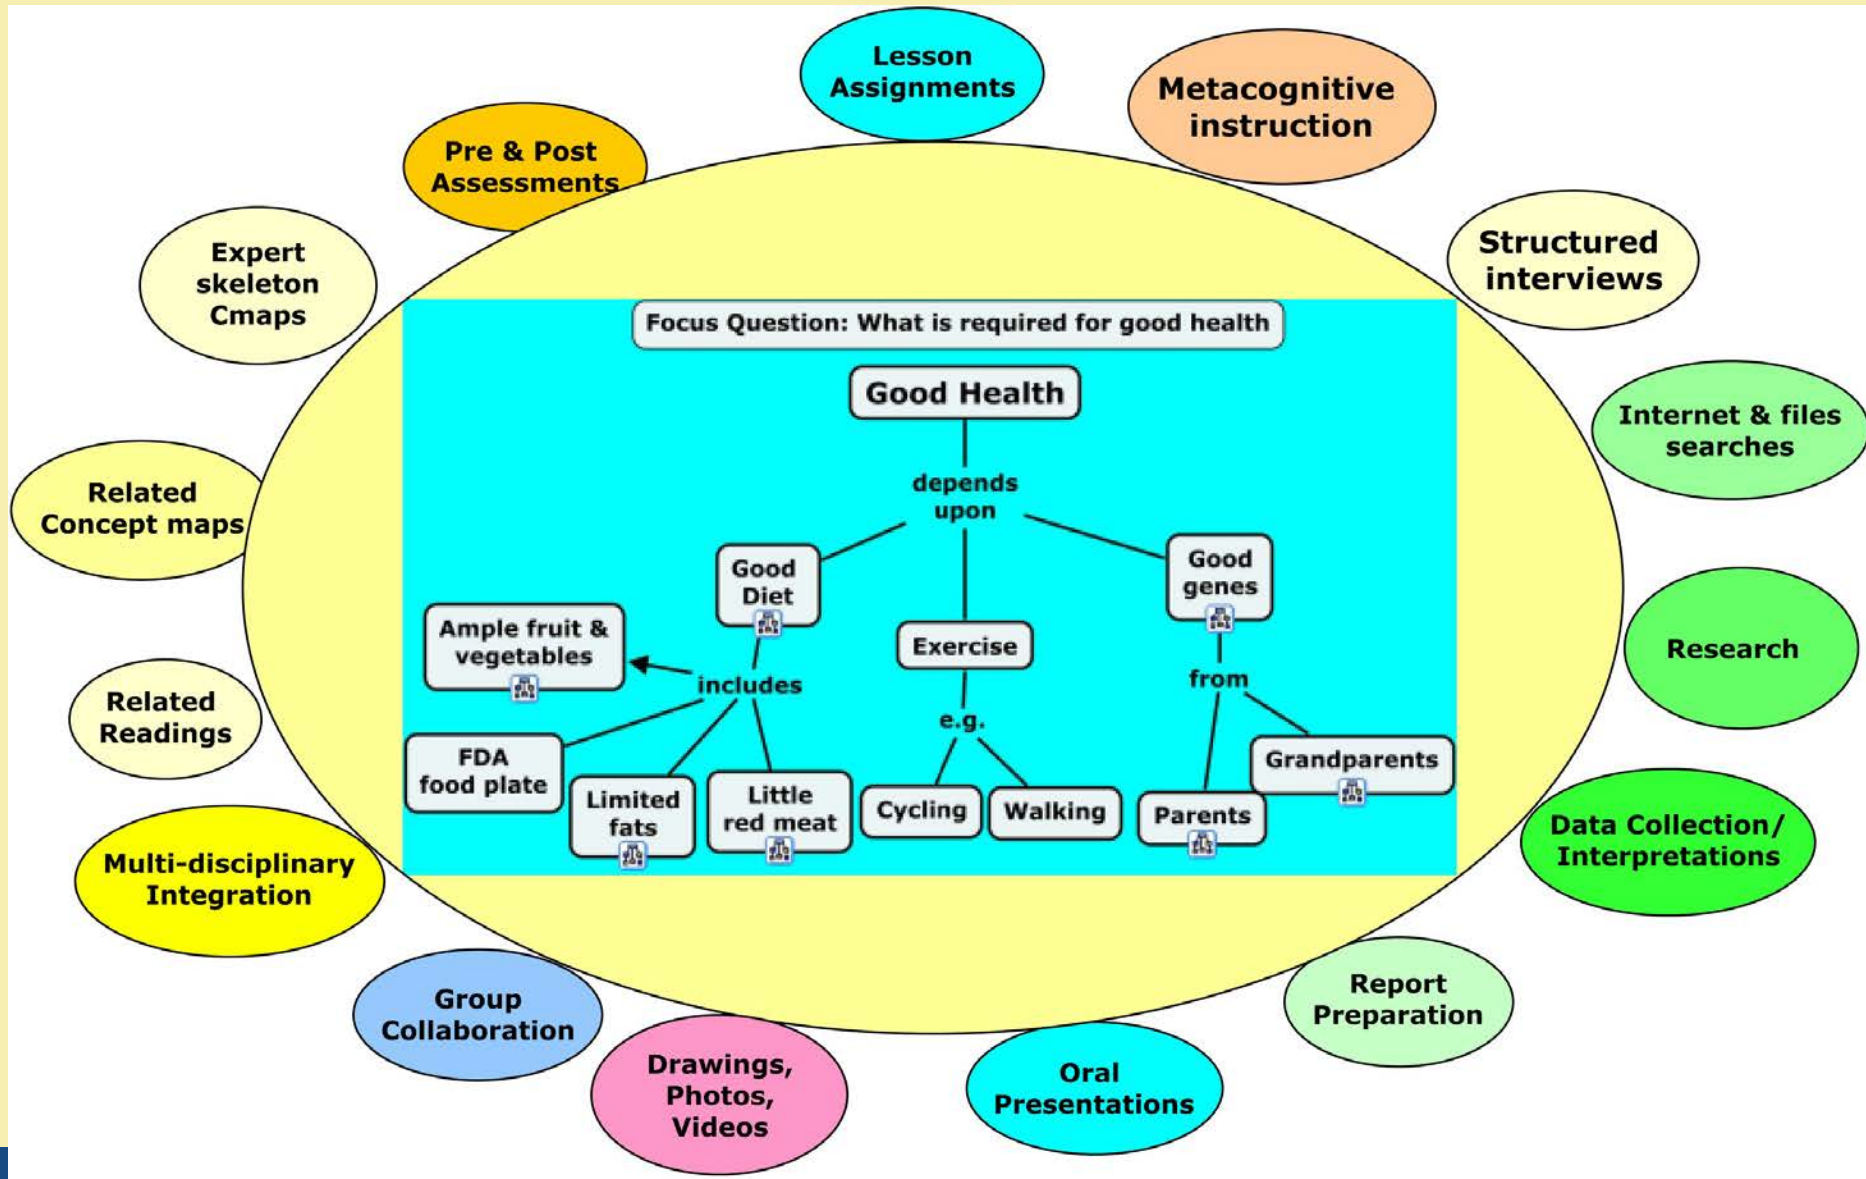 Lesson
Assignments
Metacognitive
instruction
Pre & Post
Assessments
Expert
skeleton
Cmaps
Structured
interviews
Focus Question: What is required for good health
Good Health
Internet & files
searches
Related
Concept maps
depends
upon
Good
Diet
Good
genes
Ample fruit &
vegetables
Exercise
Research
includes
from
Related
Readings
e.g.
FDA
food plate
Limited
fats
Little
red meat
Cycling
Walking
Parents
Grandparents
Data Collection/
Interpretations
Multi-disciplinary
Integration
Group
Collaboration
Report
Preparation
Drawings,
Photos,
Videos
Oral
Presentations